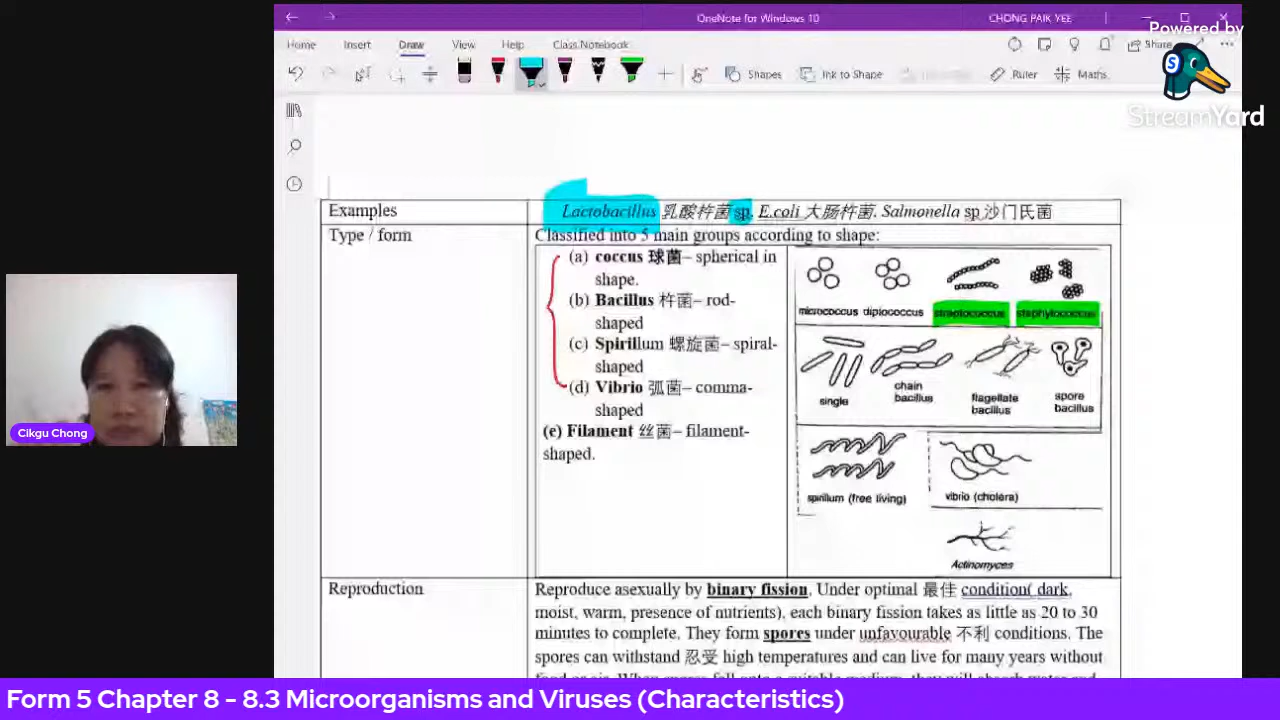 OneNote for Windows 10
CHONG PAIK YEE
Powered by
StreamYard
Home Insert Draw View Help Class Notebook Share
Shapes Ink to Shape Ruler Maths
Examples
Lactobacillus 乳酸杵菌 sp. E.coli 大肠杵菌. Salmonella sp 沙门氏菌
Type / form
Classified into 5 main groups according to shape:
(a) coccus 球菌– spherical in
shape.
(b) Bacillus 杵菌– rod-
shaped
(c) Spirillum 螺旋菌– spiral-
shaped
(d) Vibrio 弧菌– comma-
shaped
(e) Filament 丝菌– filament-
shaped.
micrococcus diplococcus streptococcus staphylococcus
single
chain
bacillus
flagellate
bacillus
spore
bacillus
spirillum (free living)
vibrio (cholera)
Actinomyces
Reproduction
Reproduce asexually by binary fission. Under optimal 最佳 condition( dark,
moist, warm, presence of nutrients), each binary fission takes as little as 20 to 30
minutes to complete. They form spores under unfavourable 不利 conditions. The
spores can withstand 忍受 high temperatures and can live for many years without
Cikgu Chong
Form 5 Chapter 8 - 8.3 Microorganisms and Viruses (Characteristics)